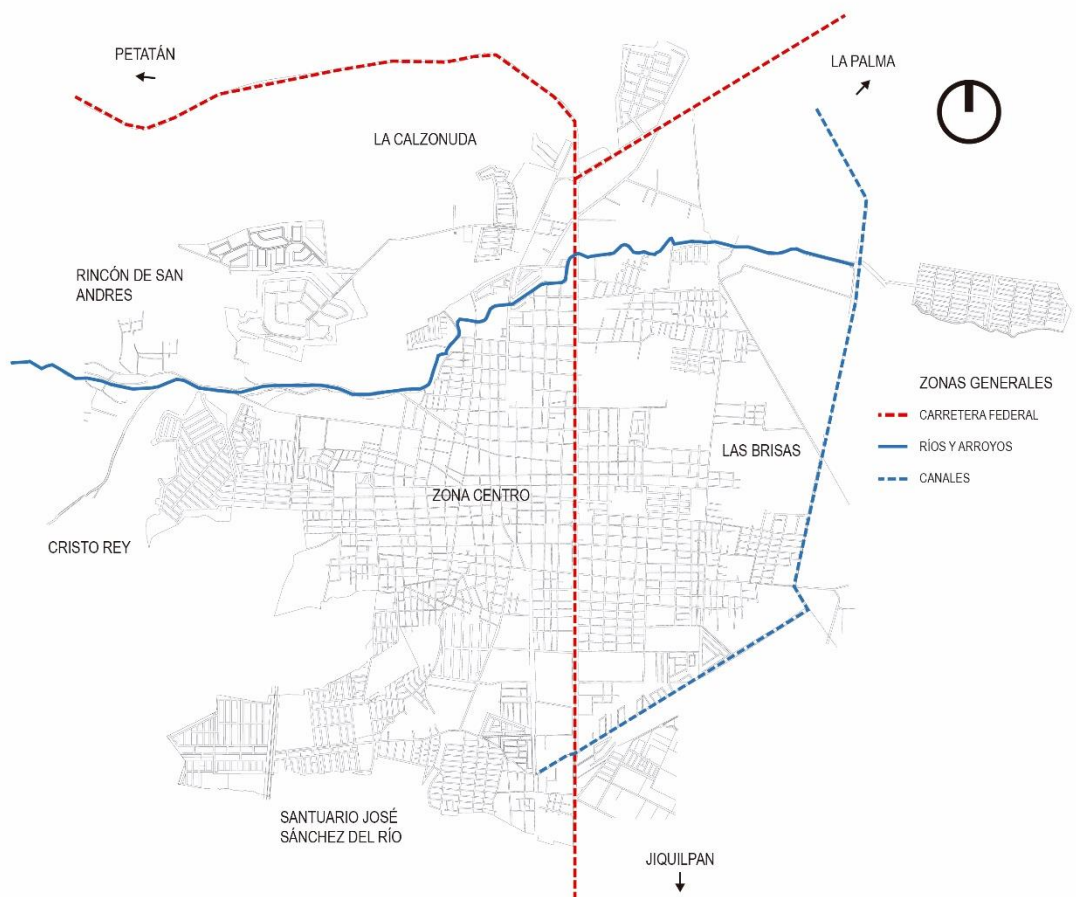 PETATÁN
LA PALMA
LA CALZONUDA
RINCÓN DE SAN
ANDRES
ZONAS GENERALES
CARRETERA FEDERAL
RÍOS Y ARROYOS
CANALES
LAS BRISAS
ZONA CENTRO
CRISTO REY
SANTUARIO JOSÉ
SÁNCHEZ DEL RÍO
JIQUILPAN